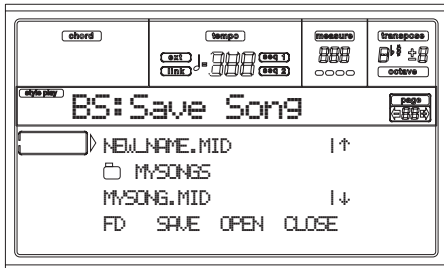 chord
tempo
measure
transpose
ext
link
seq 1
seq 2
octave
style play
BS:Save Song
page
NEW_NAME.MID
MYSONGS
MYSONG.MID
FD SAVE OPEN CLOSE